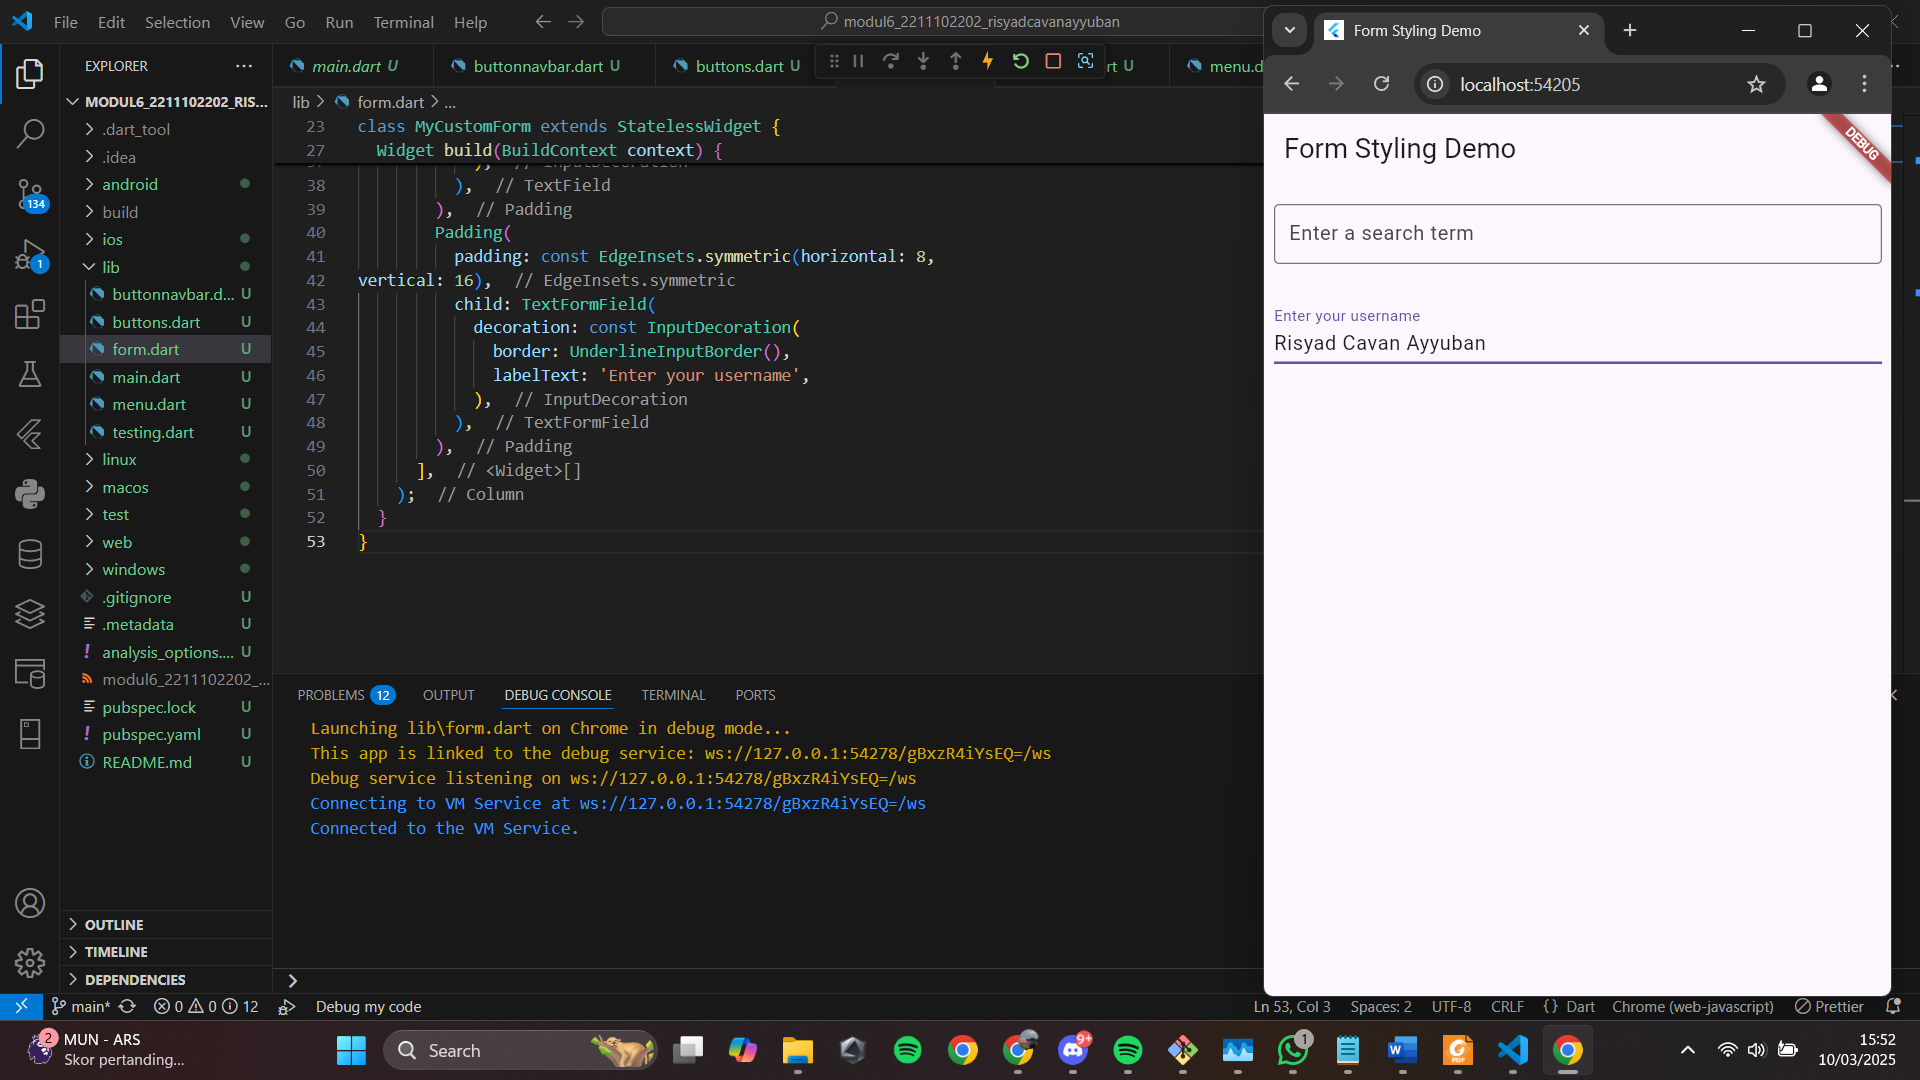 File Edit Selection View Go Run Terminal Help
modul6_2211102202_risyadcavanayyuban
EXPLORER
MODUL6_2211102202_RIS...
.dart_tool
.idea
android
build
ios
lib
buttonnavbar.d... U
buttons.dart U
form.dart U
main.dart U
menu.dart U
testing.dart U
linux
macos
test
web
windows
.gitignore U
.metadata U
analysis_options.... U
modul6_2211102202_...
pubspec.lock U
pubspec.yaml U
README.md U
OUTLINE
TIMELINE
DEPENDENCIES
134
1
main.dart U
buttonnavbar.dart U
buttons.dart U
rt U
menu.d
lib > form.dart > ...
23 class MyCustomForm extends StatelessWidget {
27 Widget build(BuildContext context) {
38 ), // TextField
39 ), // Padding
40 Padding(
41 padding: const EdgeInsets.symmetric(horizontal: 8,
42 vertical: 16), // EdgeInsets.symmetric
43 child: TextFormField(
44 decoration: const InputDecoration(
45 border: UnderlineInputBorder(),
46 labelText: 'Enter your username',
47 ), // InputDecoration
48 ), // TextFormField
49 ), // Padding
50 ], // <Widget>[]
51 ); // Column
52 }
53 }
PROBLEMS 12 OUTPUT DEBUG CONSOLE TERMINAL PORTS
Launching lib\form.dart on Chrome in debug mode...
This app is linked to the debug service: ws://127.0.0.1:54278/gBxzR4iYsEQ=/ws
Debug service listening on ws://127.0.0.1:54278/gBxzR4iYsEQ=/ws
Connecting to VM Service at ws://127.0.0.1:54278/gBxzR4iYsEQ=/ws
Connected to the VM Service.
Form Styling Demo
localhost:54205
Form Styling Demo
DEBUG
Enter a search term
Enter your username
Risyad Cavan Ayyuban
main* 0 0 12 Debug my code
Ln 53, Col 3 Spaces: 2 UTF-8 CRLF {} Dart Chrome (web-javascript) Prettier
2
MUN - ARS
Skor pertanding...
Search
9+
1
PDF
15:52
10/03/2025